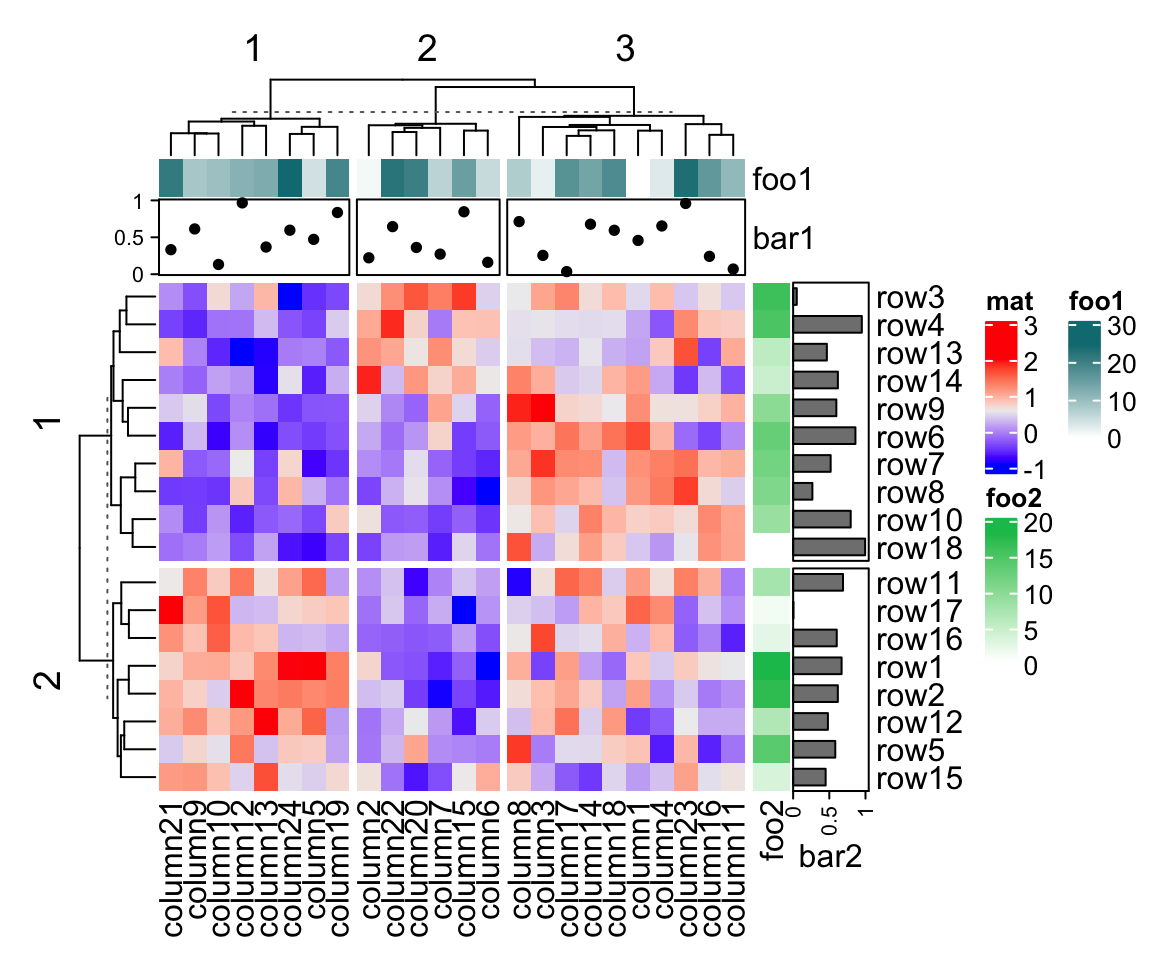 1 2 3
foo1
1
0.5
0
bar1
1
2
row3
row4
row13
row14
row9
row6
row7
row8
row10
row18
row11
row17
row16
row1
row2
row12
row5
row15
column21
column9
column10
column12
column13
column24
column5
column19
column2
column22
column20
column7
column15
column6
column8
column3
column17
column14
column18
column1
column4
column23
column16
column11
foo2
0
0.5
1
bar2
mat
3
2
1
0
-1
foo1
30
20
10
0
foo2
20
15
10
5
0